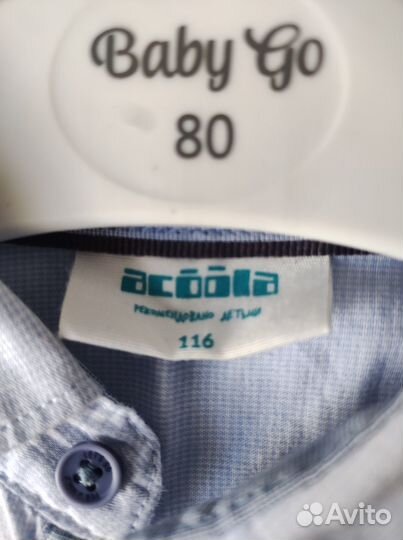 Baby Go
80
acoola
РЕКОМЕНДОВАНО ДЕТЬМИ
116
Avito